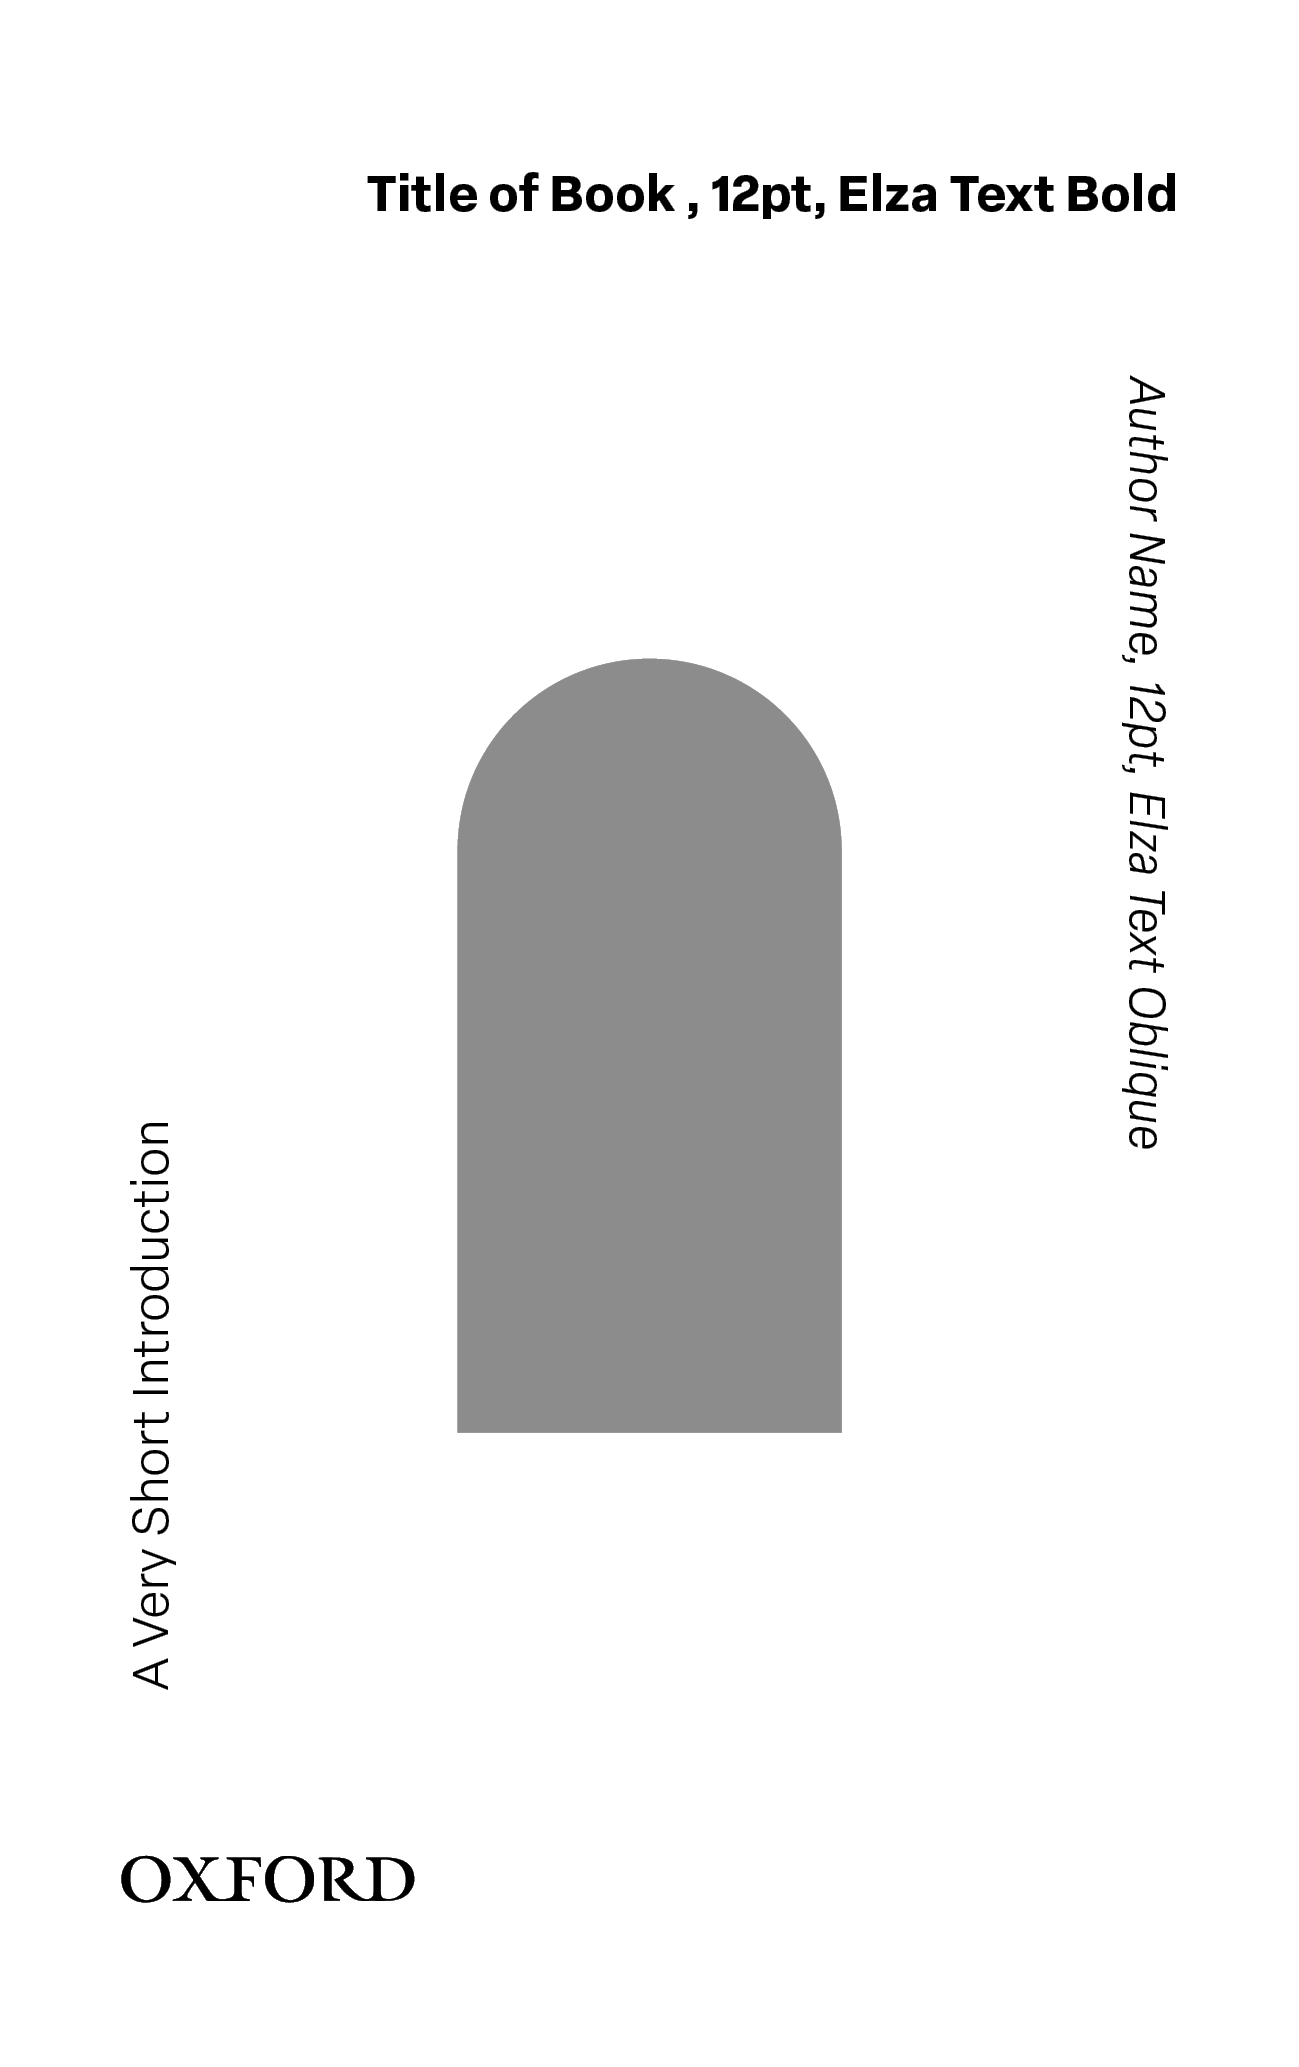 Title of Book , 12pt, Elza Text Bold
Author Name, 12pt, Elza Text Oblique
A Very Short Introduction
OXFORD